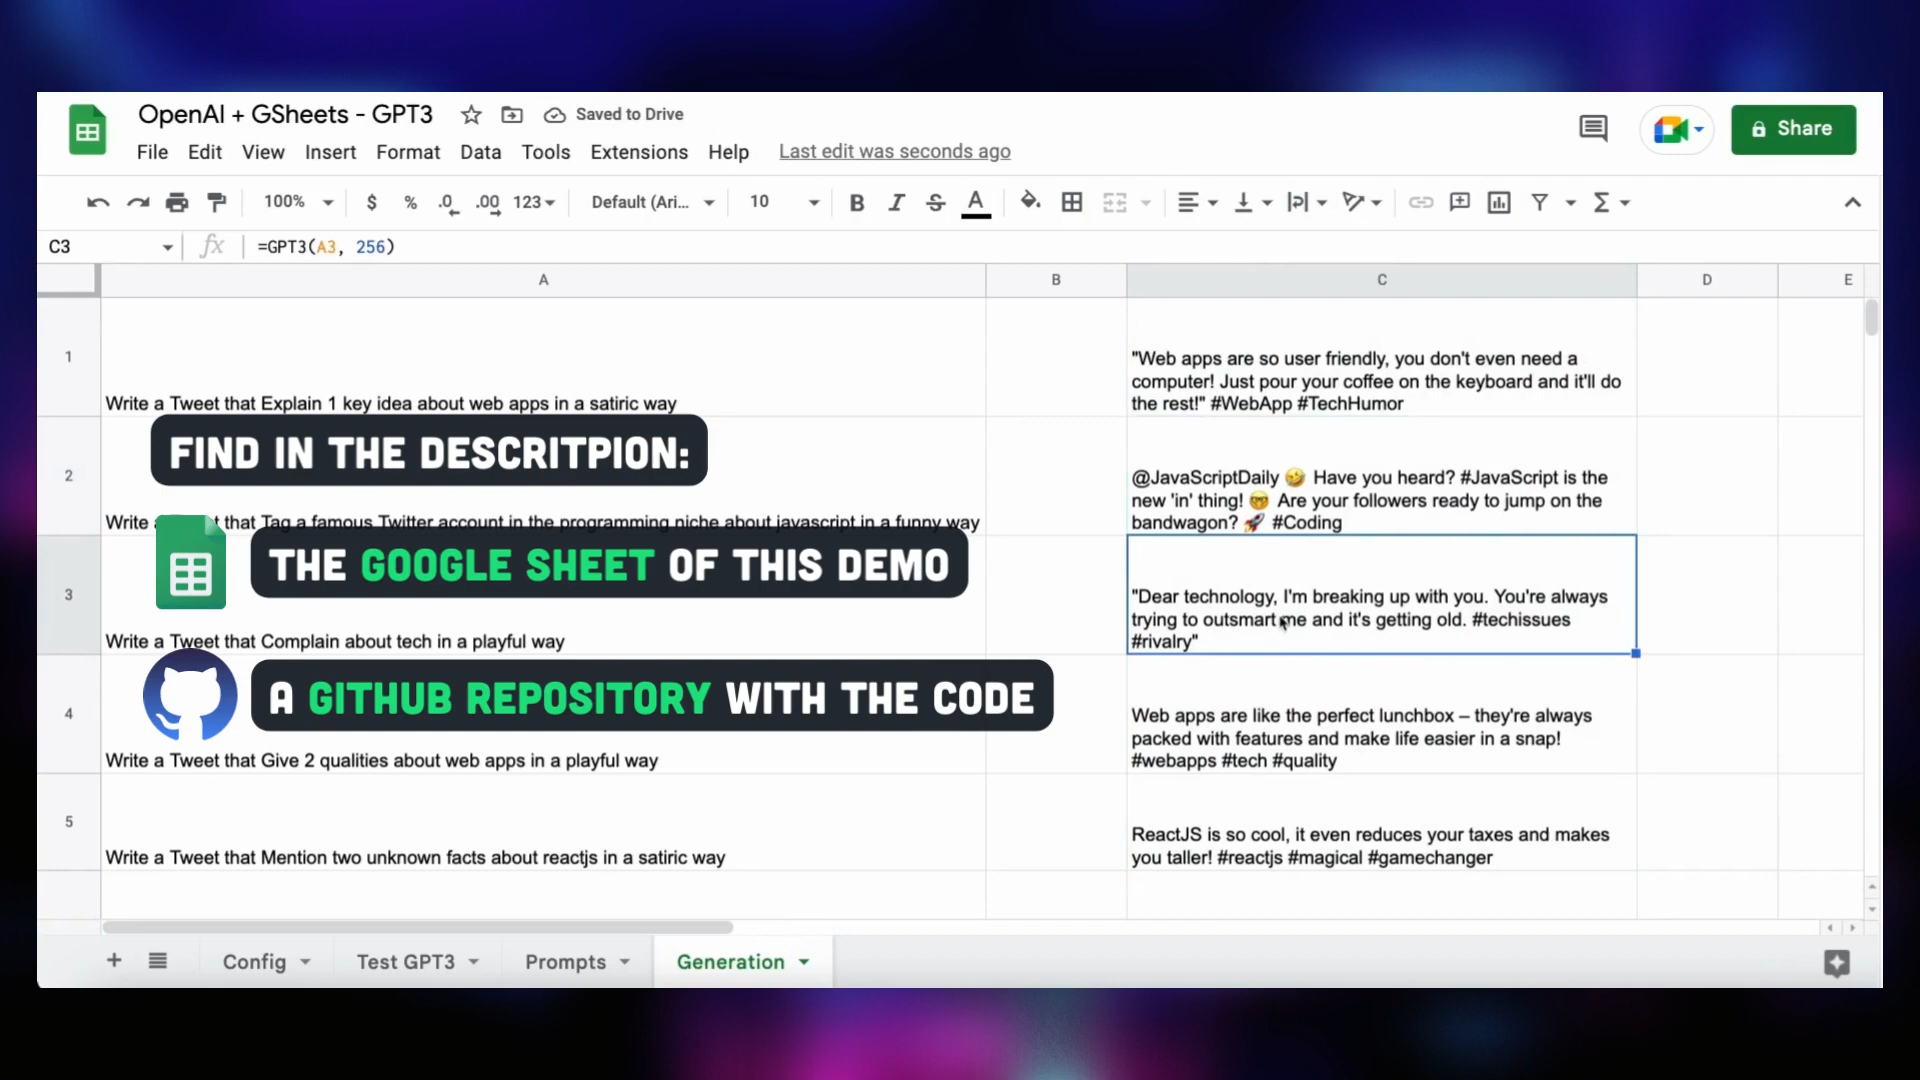 OpenAI + GSheets - GPT3
Saved to Drive
Share
File Edit View Insert Format Data Tools Extensions Help Last edit was seconds ago
100% $ % .0 .00 123 Default (Ari... 10 B I S A Σ
C3 fx =GPT3(A3, 256)
A B C D E
1
Write a Tweet that Explain 1 key idea about web apps in a satiric way
"Web apps are so user friendly, you don't even need a
computer! Just pour your coffee on the keyboard and it'll do
the rest!" #WebApp #TechHumor
FIND IN THE DESCRITPION:
2
Write a Tweet that Tag a famous Twitter account in the programming niche about javascript in a funny way
@JavaScriptDaily 🤣 Have you heard? #JavaScript is the
new 'in' thing! 🤓 Are your followers ready to jump on the
bandwagon? 🚀 #Coding
THE GOOGLE SHEET OF THIS DEMO
3
Write a Tweet that Complain about tech in a playful way
"Dear technology, I'm breaking up with you. You're always
trying to outsmart me and it's getting old. #techissues
#rivalry"
A GITHUB REPOSITORY WITH THE CODE
4
Write a Tweet that Give 2 qualities about web apps in a playful way
Web apps are like the perfect lunchbox – they're always
packed with features and make life easier in a snap!
#webapps #tech #quality
5
Write a Tweet that Mention two unknown facts about reactjs in a satiric way
ReactJS is so cool, it even reduces your taxes and makes
you taller! #reactjs #magical #gamechanger
+ Config Test GPT3 Prompts Generation